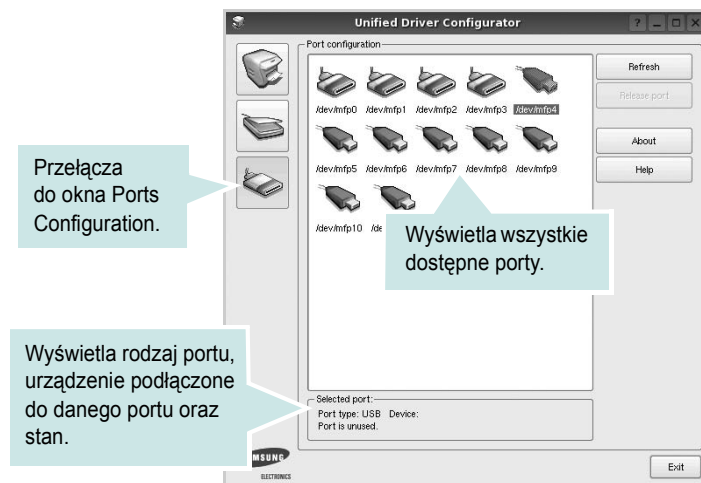 Unified Driver Configurator
Port configuration
/dev/mfp0 /dev/mfp1 /dev/mfp2 /dev/mfp3 /dev/mfp4
Refresh
Release port
About
Help
/dev/mfp5 /dev/mfp6 /dev/mfp7 /dev/mfp8 /dev/mfp9
/dev/mfp10
Przełącza
do okna Ports
Configuration.
Wyświetla wszystkie
dostępne porty.
Wyświetla rodzaj portu,
urządzenie podłączone
do danego portu oraz
stan.
Selected port:
Port type: USB Device:
Port is unused.
ELECTRONICS
Exit